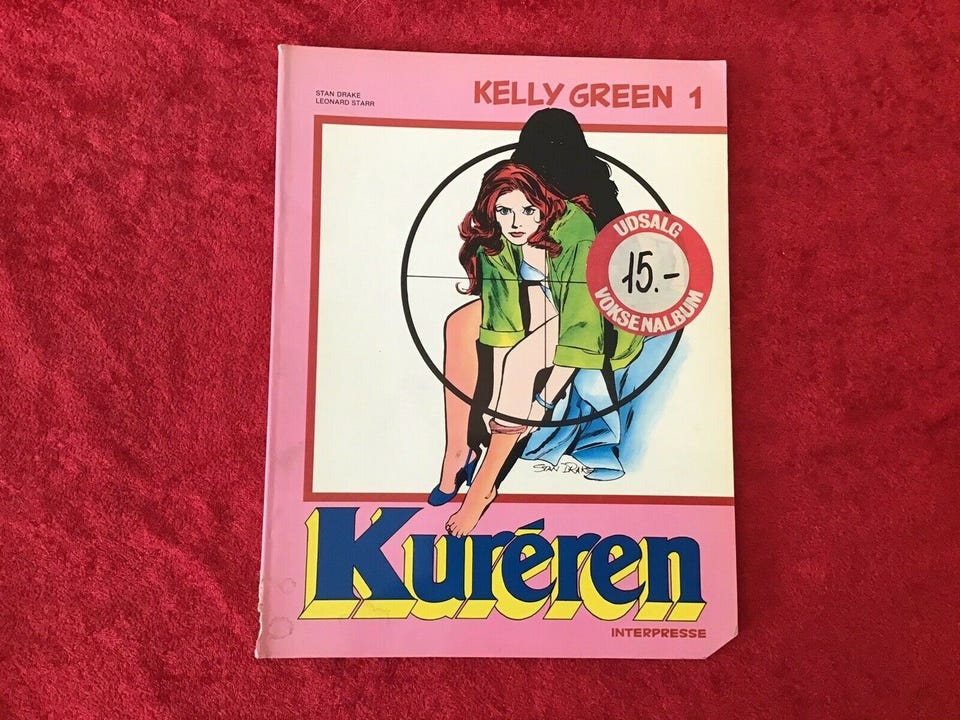 STAN DRAKE
LEONARD STARR
KELLY GREEN 1
UDSALG
15.-
VOKSENALBUM
STAN DRAKE
Kuréren
INTERPRESSE